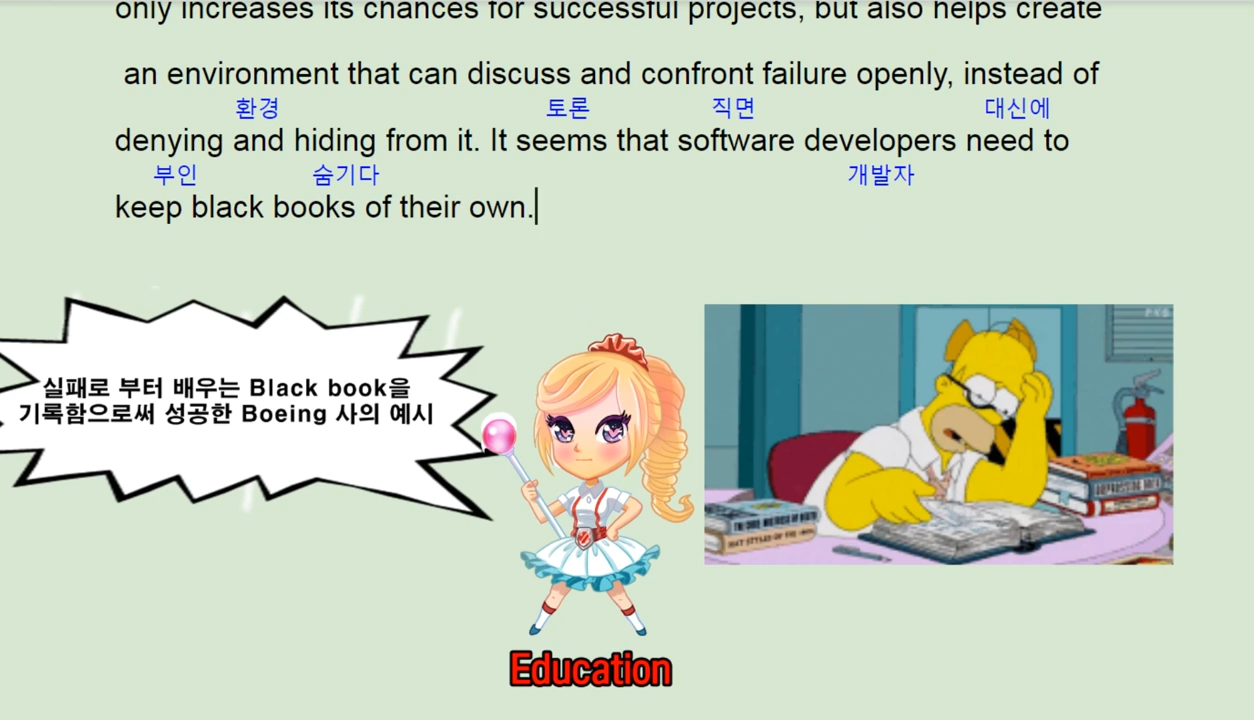 only increases its chances for successful projects, but also helps create
an environment that can discuss and confront failure openly, instead of
환경 토론 직면 대신에
denying and hiding from it. It seems that software developers need to
부인 숨기다 개발자
keep black books of their own.
실패로 부터 배우는 Black book을
기록함으로써 성공한 Boeing 사의 예시
Education